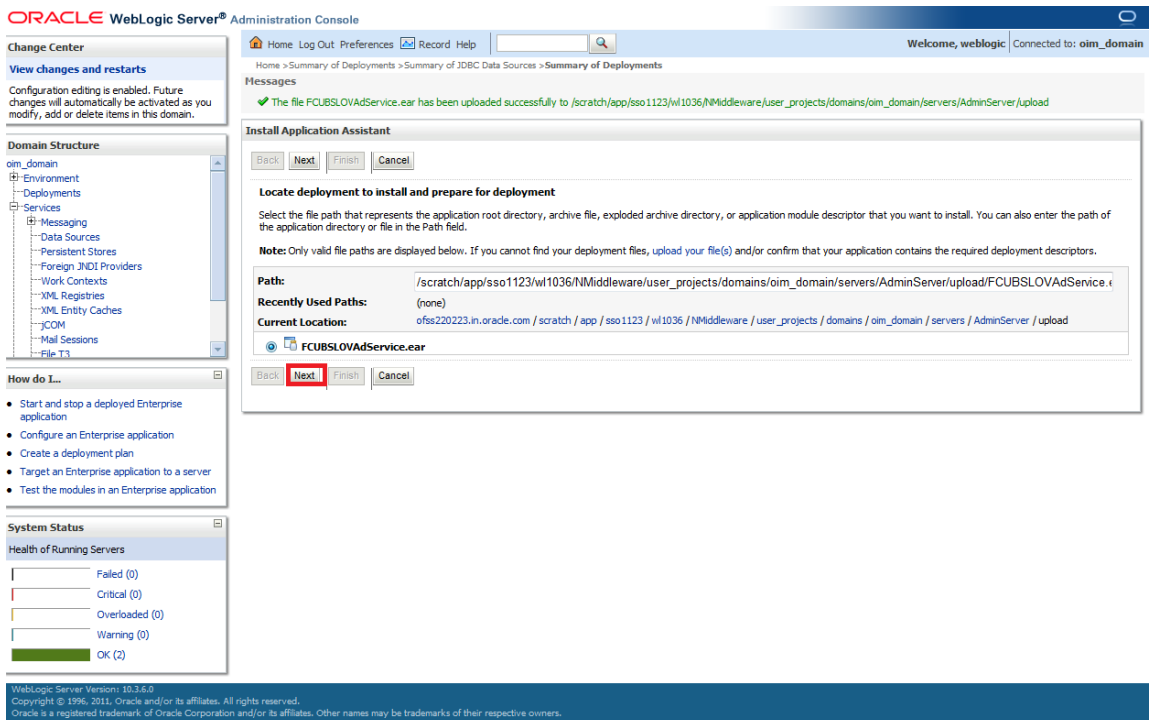 ORACLE WebLogic Server® Administration Console
Change Center
View changes and restarts
Configuration editing is enabled. Future
changes will automatically be activated as you
modify, add or delete items in this domain.
Domain Structure
oim_domain
Environment
Deployments
Services
Messaging
Data Sources
Persistent Stores
Foreign JNDI Providers
Work Contexts
XML Registries
XML Entity Caches
jCOM
Mail Sessions
File T3
How do I...
Start and stop a deployed Enterprise
application
Configure an Enterprise application
Create a deployment plan
Target an Enterprise application to a server
Test the modules in an Enterprise application
System Status
Health of Running Servers
Failed (0)
Critical (0)
Overloaded (0)
Warning (0)
OK (2)
Home Log Out Preferences Record Help
Welcome, weblogic Connected to: oim_domain
Home >Summary of Deployments >Summary of JDBC Data Sources >Summary of Deployments
Messages
The file FCUBSLOVAdService.ear has been uploaded successfully to /scratch/app/sso1123/wl1036/NMiddleware/user_projects/domains/oim_domain/servers/AdminServer/upload
Install Application Assistant
Back Next Finish Cancel
Locate deployment to install and prepare for deployment
Select the file path that represents the application root directory, archive file, exploded archive directory, or application module descriptor that you want to install. You can also enter the path of
the application directory or file in the Path field.
Note: Only valid file paths are displayed below. If you cannot find your deployment files, upload your file(s) and/or confirm that your application contains the required deployment descriptors.
Path: /scratch/app/sso1123/wl1036/NMiddleware/user_projects/domains/oim_domain/servers/AdminServer/upload/FCUBSLOVAdService.
Recently Used Paths: (none)
Current Location: ofss220223.in.oracle.com / scratch / app / sso1123 / wl1036 / NMiddleware / user_projects / domains / oim_domain / servers / AdminServer / upload
FCUBSLOVAdService.ear
Back Next Finish Cancel
WebLogic Server Version: 10.3.6.0
Copyright © 1996, 2011, Oracle and/or its affiliates. All rights reserved.
Oracle is a registered trademark of Oracle Corporation and/or its affiliates. Other names may be trademarks of their respective owners.